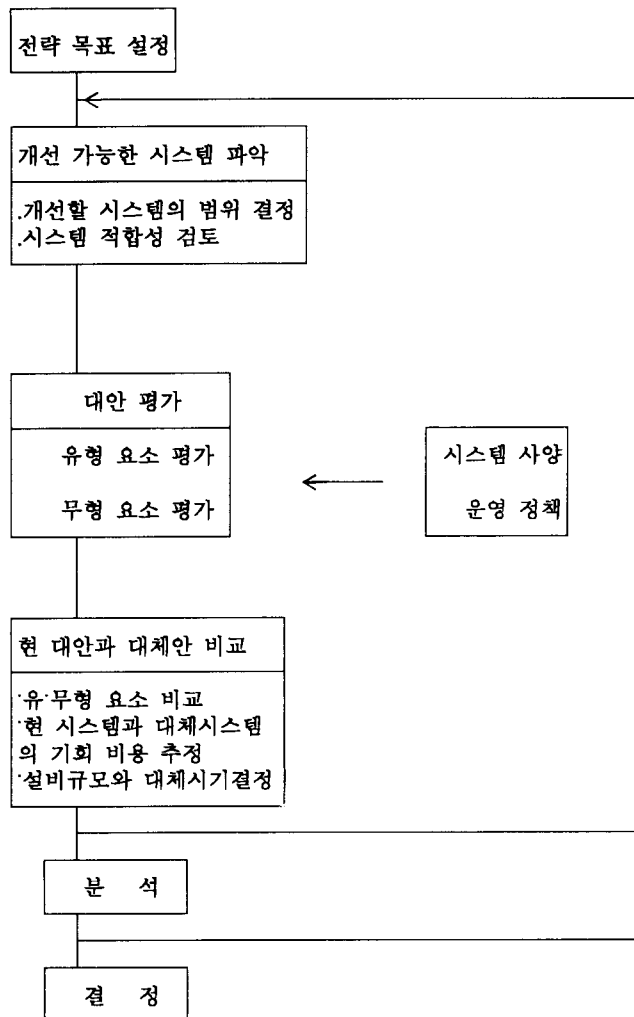 전략 목표 설정
개선 가능한 시스템 파악
.개선할 시스템의 범위 결정
.시스템 적합성 검토
대안 평가
유형 요소 평가
무형 요소 평가
시스템 사양
운영 정책
현 대안과 대체안 비교
·유·무형 요소 비교
·현 시스템과 대체시스템
의 기회 비용 추정
·설비규모와 대체시기결정
분 석
결 정